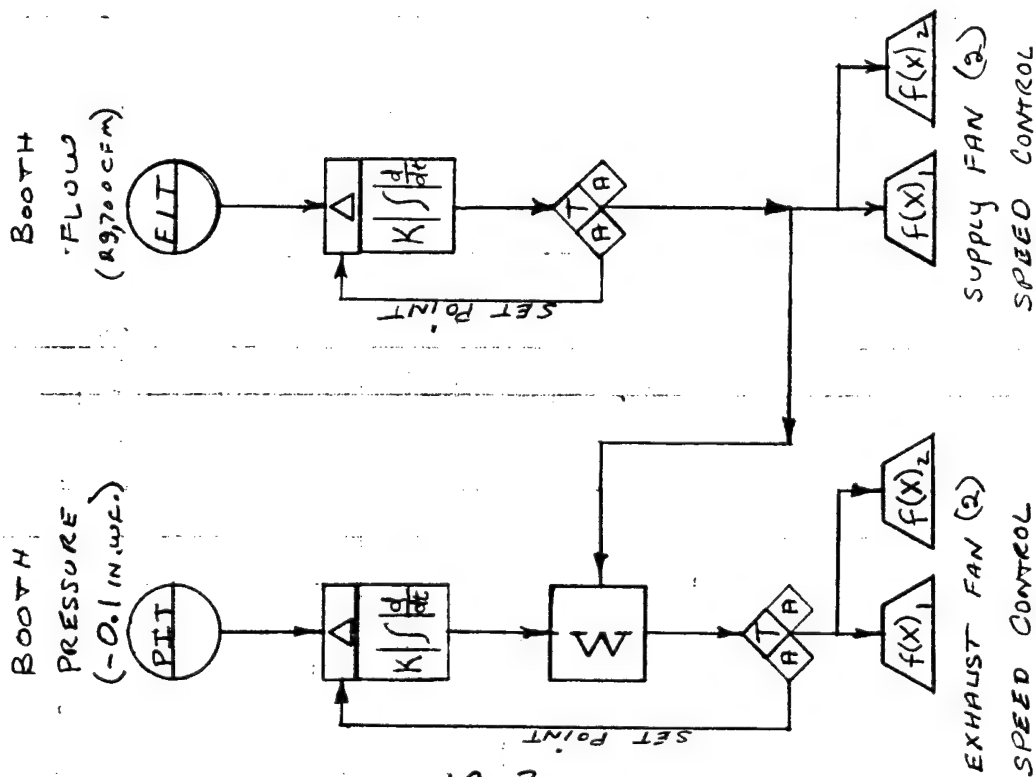 BOOTH
PRESSURE
(-0.1 IN.WC.)
PIT
Δ
K ∫ d/dt
SET POINT
W
T
A A
f(x)1 f(x)2
EXHAUST FAN (2)
SPEED CONTROL
BOOTH
FLOW
(29,700 CFM)
FIT
Δ
K ∫ d/dt
SET POINT
T
A A
f(x)1 f(x)2
SUPPLY FAN (2)
SPEED CONTROL